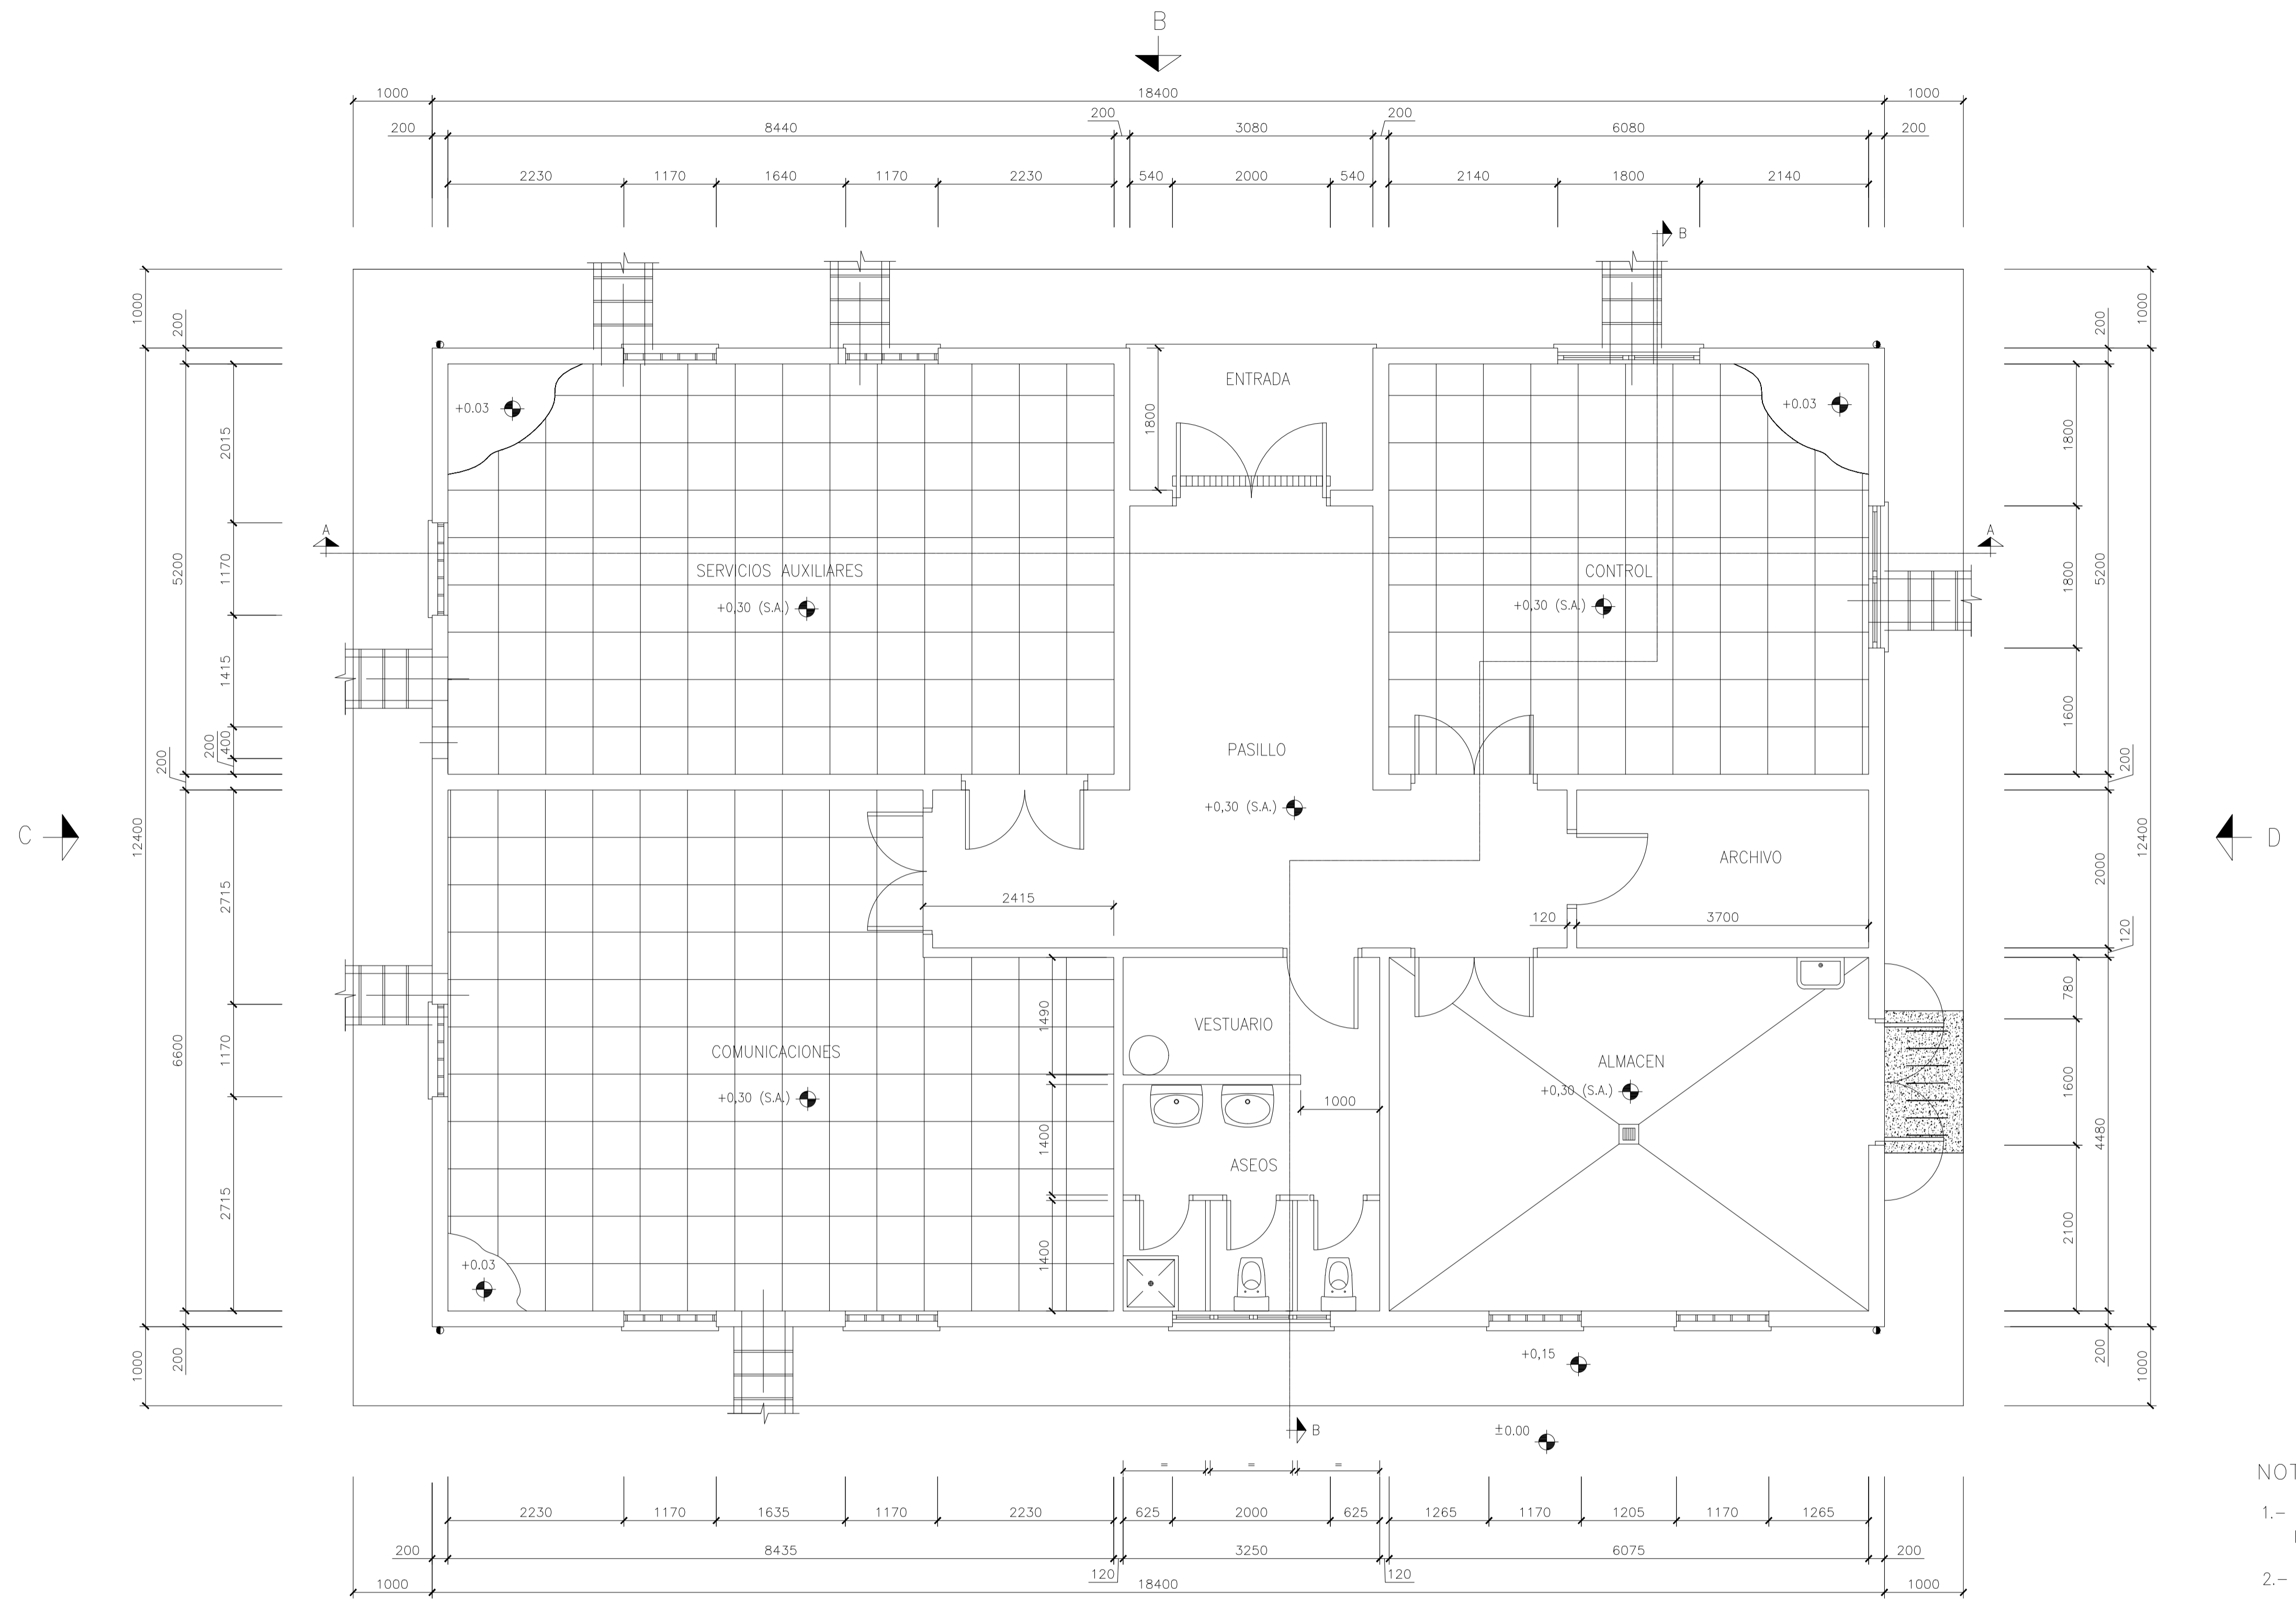 B
1000 18400 1000
200 8440 200 3080 200 6080 200
2230 1170 1640 1170 2230 540 2000 540 2140 1800 2140
B
1000 200 200 1000
ENTRADA
+0.03 +0.03
1800
2015 1800
A A
5200 1170 SERVICIOS AUXILIARES CONTROL 1800 5200
+0,30 (S.A.) +0,30 (S.A.)
1415 1600
200 200 400 PASILLO 200
+0,30 (S.A.)
C 12400 12400 D
ARCHIVO 2000
2715 2415 120 3700 120
1490 780
VESTUARIO
6600 1170 COMUNICACIONES ALMACEN 1600
+0,30 (S.A.) +0,30 (S.A.)
1000
1400 4480
ASEOS
2715 1400 2100
+0.03
1000 200 +0,15 200 1000
±0.00
B
= = =
NOT
2230 1170 1635 1170 2230 625 2000 625 1265 1170 1205 1170 1265
1.-
200 8435 3250 6075 200
120 120
1000 18400 1000
2.-